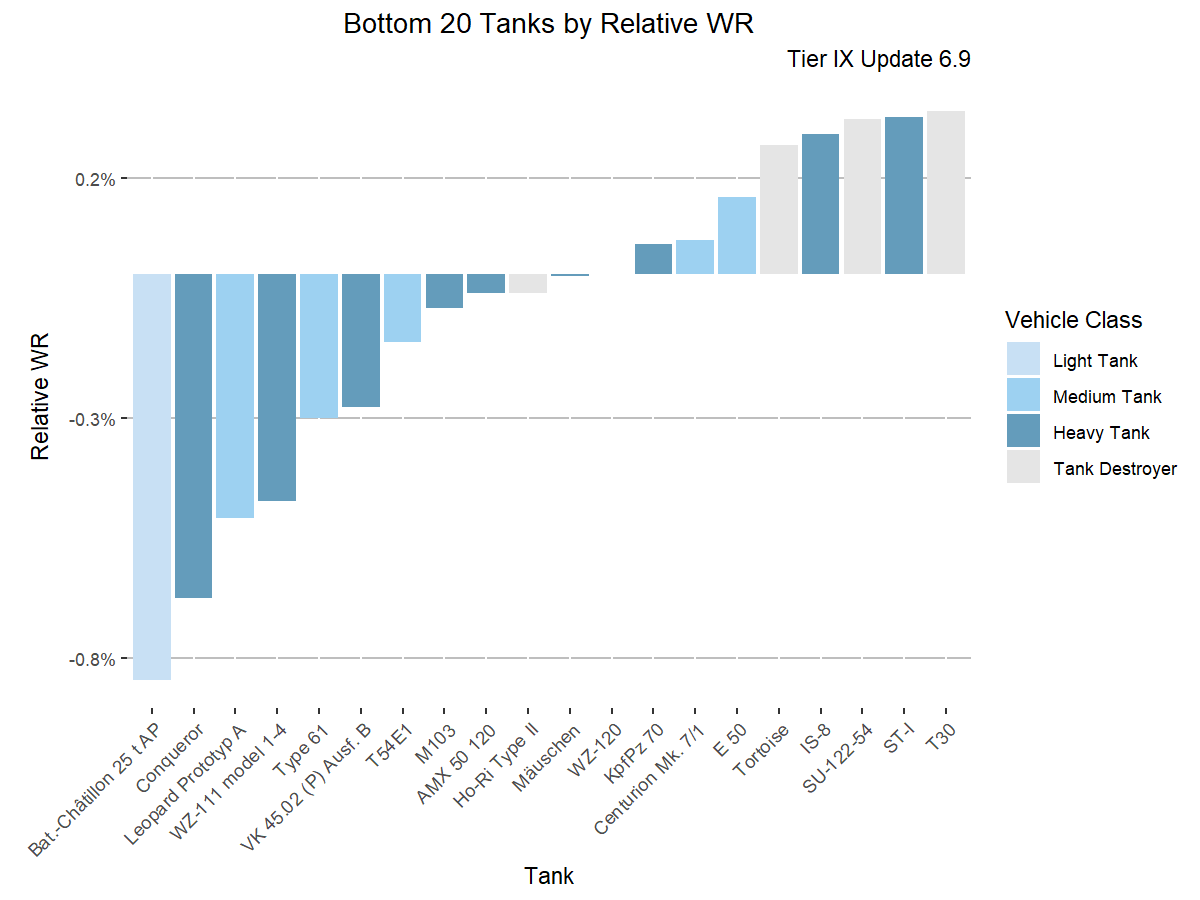 Bottom 20 Tanks by Relative WR
Tier IX Update 6.9
0.2%
-0.3%
-0.8%
Relative WR
Bat.-Châtillon 25 t AP
Conqueror
Leopard Prototyp A
WZ-111 model 1-4
Type 61
VK 45.02 (P) Ausf. B
T54E1
M103
AMX 50 120
Ho-Ri Type II
Mäuschen
WZ-120
KpfPz 70
Centurion Mk. 7/1
E 50
Tortoise
IS-8
SU-122-54
ST-I
T30
Tank
Vehicle Class
Light Tank
Medium Tank
Heavy Tank
Tank Destroyer